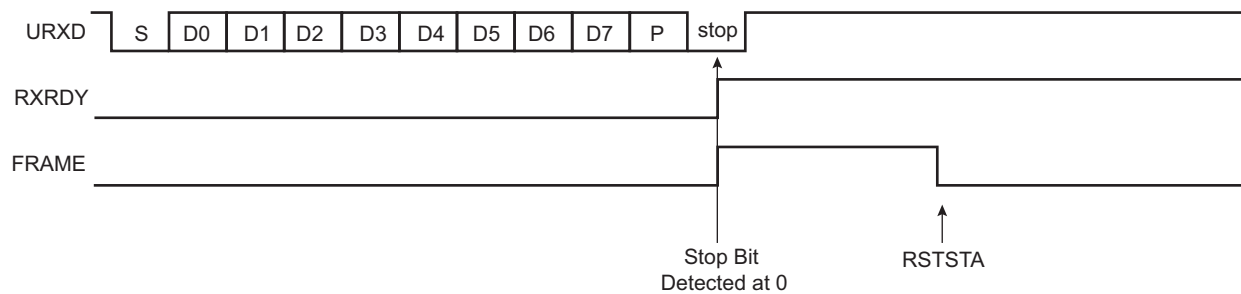 URXD S D0 D1 D2 D3 D4 D5 D6 D7 P stop
RXRDY
FRAME
Stop Bit RSTSTA
Detected at 0